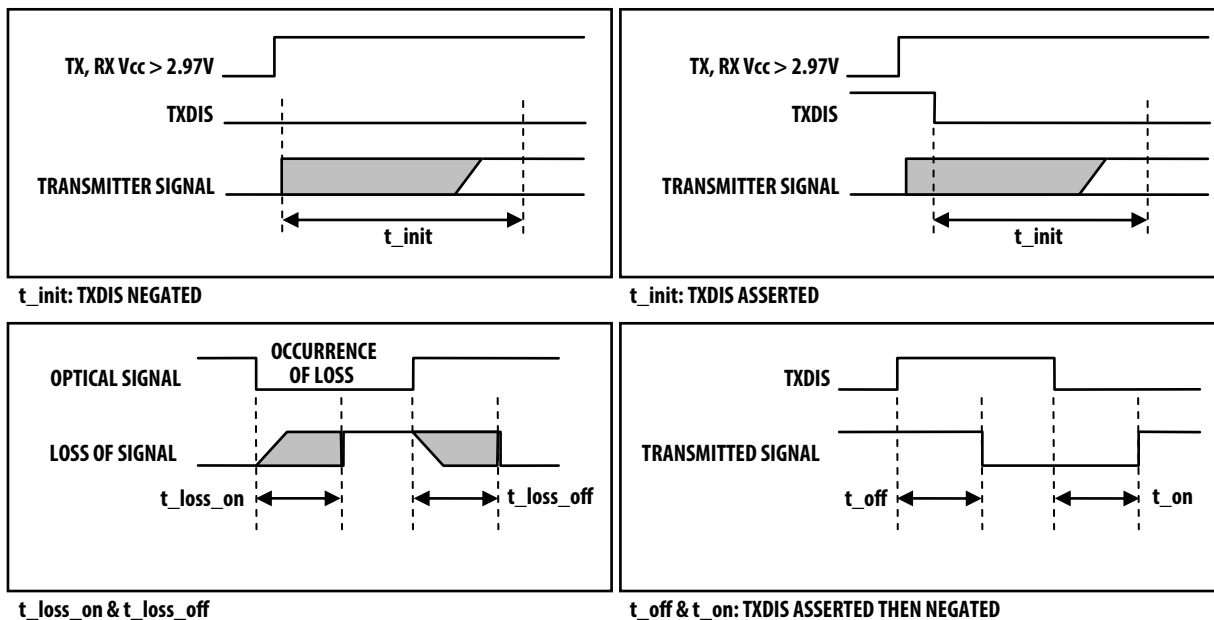 TX, RX Vcc > 2.97V
TXDIS
TRANSMITTER SIGNAL
t_init
t_init: TXDIS NEGATED
TX, RX Vcc > 2.97V
TXDIS
TRANSMITTER SIGNAL
t_init
t_init: TXDIS ASSERTED
OCCURRENCE
OF LOSS
OPTICAL SIGNAL
LOSS OF SIGNAL
t_loss_on
t_loss_off
t_loss_on & t_loss_off
TXDIS
TRANSMITTED SIGNAL
t_off
t_on
t_off & t_on: TXDIS ASSERTED THEN NEGATED